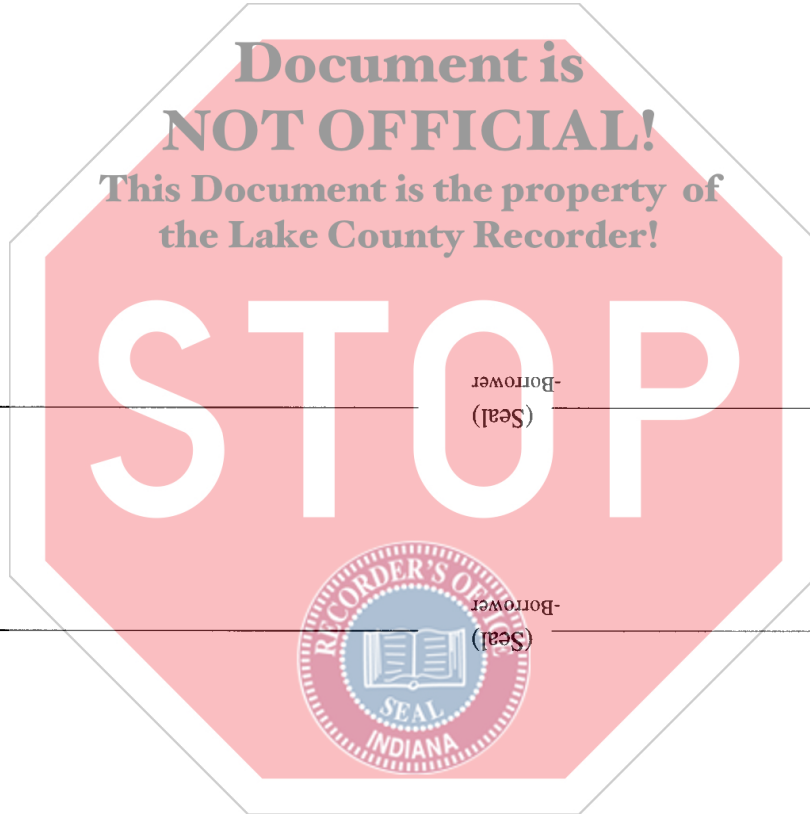 Document is
NOT OFFICIAL!
This Document is the property of
the Lake County Recorder!
STOP
-Borrower
(Seal)
-Borrower
(Seal)
RECORDER'S OFFICE
SEAL
INDIANA